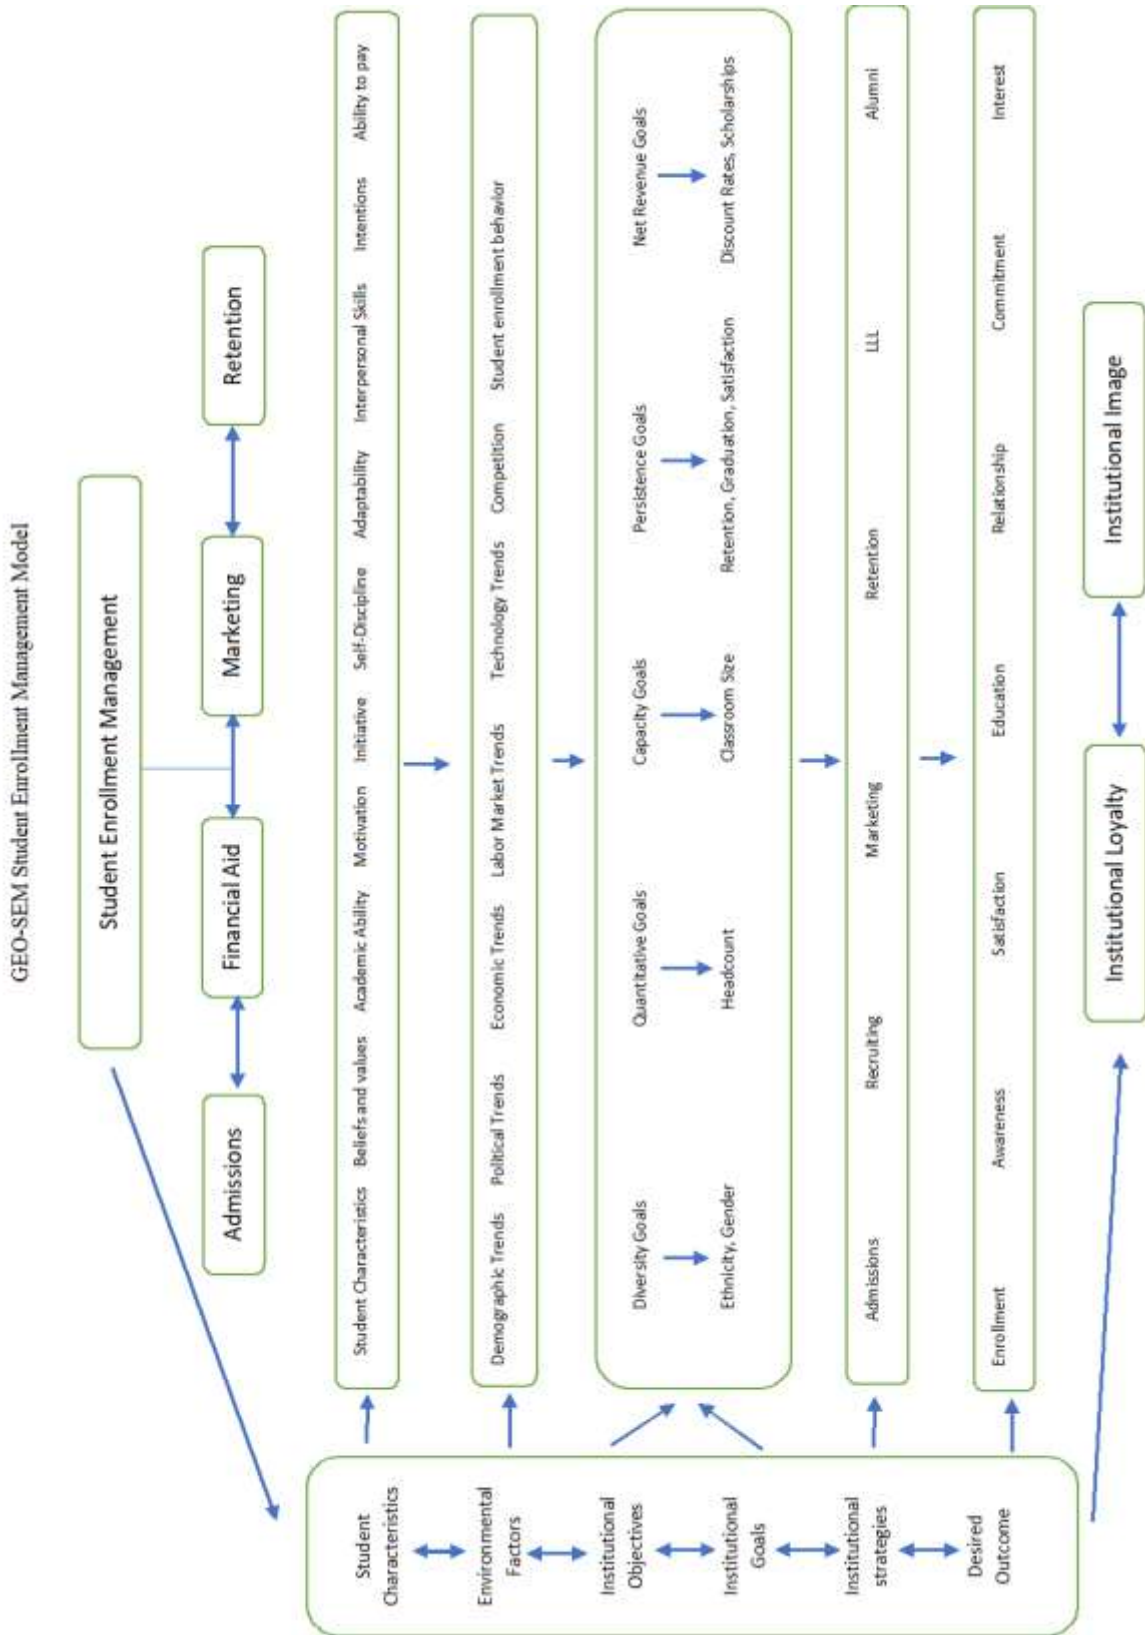 GEO-SEM Student Enrollment Management Model
Student Enrollment Management
Admissions
Financial Aid
Marketing
Retention
Student
Characteristics
Environmental
Factors
Institutional
Objectives
Institutional
Goals
Institutional
strategies
Desired
Outcome
Student Characteristics Beliefs and values Academic Ability Motivation Initiative Self-Discipline Adaptability Interpersonal Skills Intentions Ability to pay
Demographic Trends Political Trends Economic Trends Labor Market Trends Technology Trends Competition Student enrollment behavior
Diversity Goals Quantitative Goals Capacity Goals Persistence Goals Net Revenue Goals
Ethnicity, Gender Headcount Classroom Size Retention, Graduation, Satisfaction Discount Rates, Scholarships
Admissions Recruiting Marketing Retention LLL Alumni
Enrollment Awareness Satisfaction Education Relationship Commitment Interest
Institutional Loyalty
Institutional Image